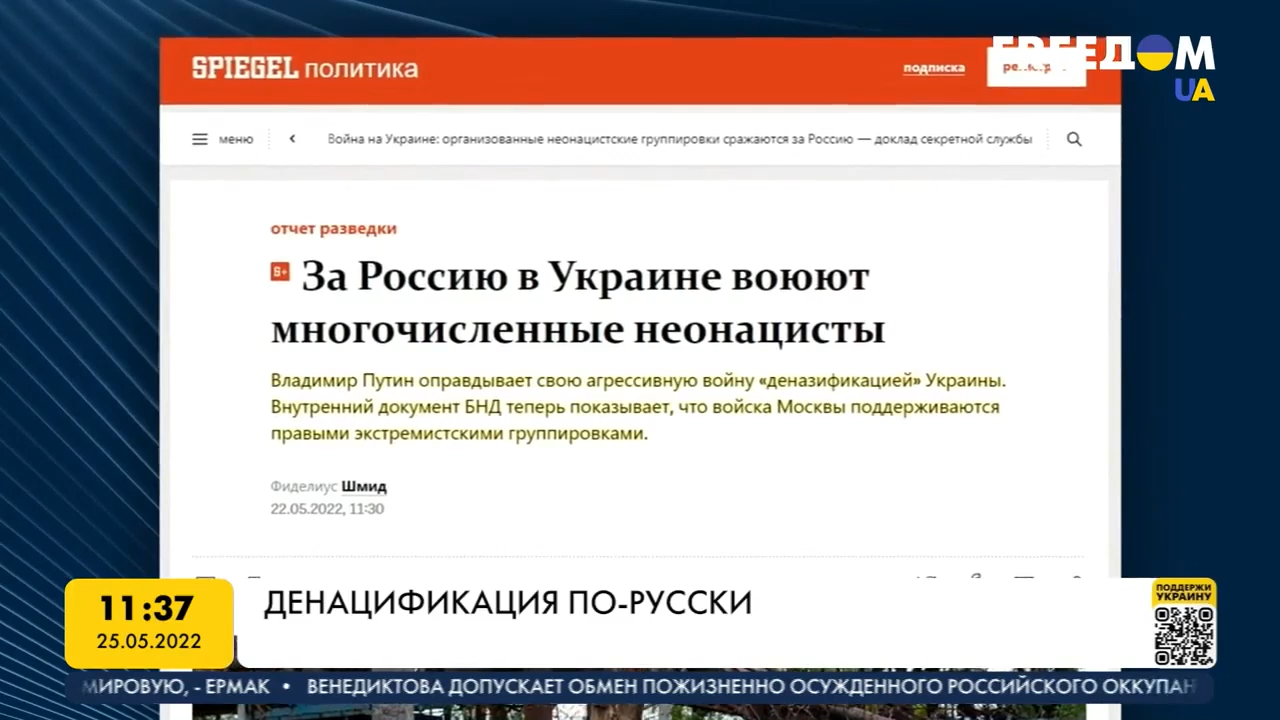 FREEDOM
UA
SPIEGEL политика
подписка
меню
Война на Украине: организованные неонацистские группировки сражаются за Россию — доклад секретной службы
отчет разведки
S+ За Россию в Украине воюют
многочисленные неонацисты
Владимир Путин оправдывает свою агрессивную войну «деназификацией» Украины.
Внутренний документ БНД теперь показывает, что войска Москвы поддерживаются
правыми экстремистскими группировками.
Фиделиус Шмид
22.05.2022, 11:30
11:37
25.05.2022
ДЕНАЦИФИКАЦИЯ ПО-РУССКИ
ПОДДЕРЖИ
УКРАИНУ
МИРОВУЮ, - ЕРМАК • ВЕНЕДИКТОВА ДОПУСКАЕТ ОБМЕН ПОЖИЗНЕННО ОСУЖДЕННОГО РОССИЙСКОГО ОККУПАН